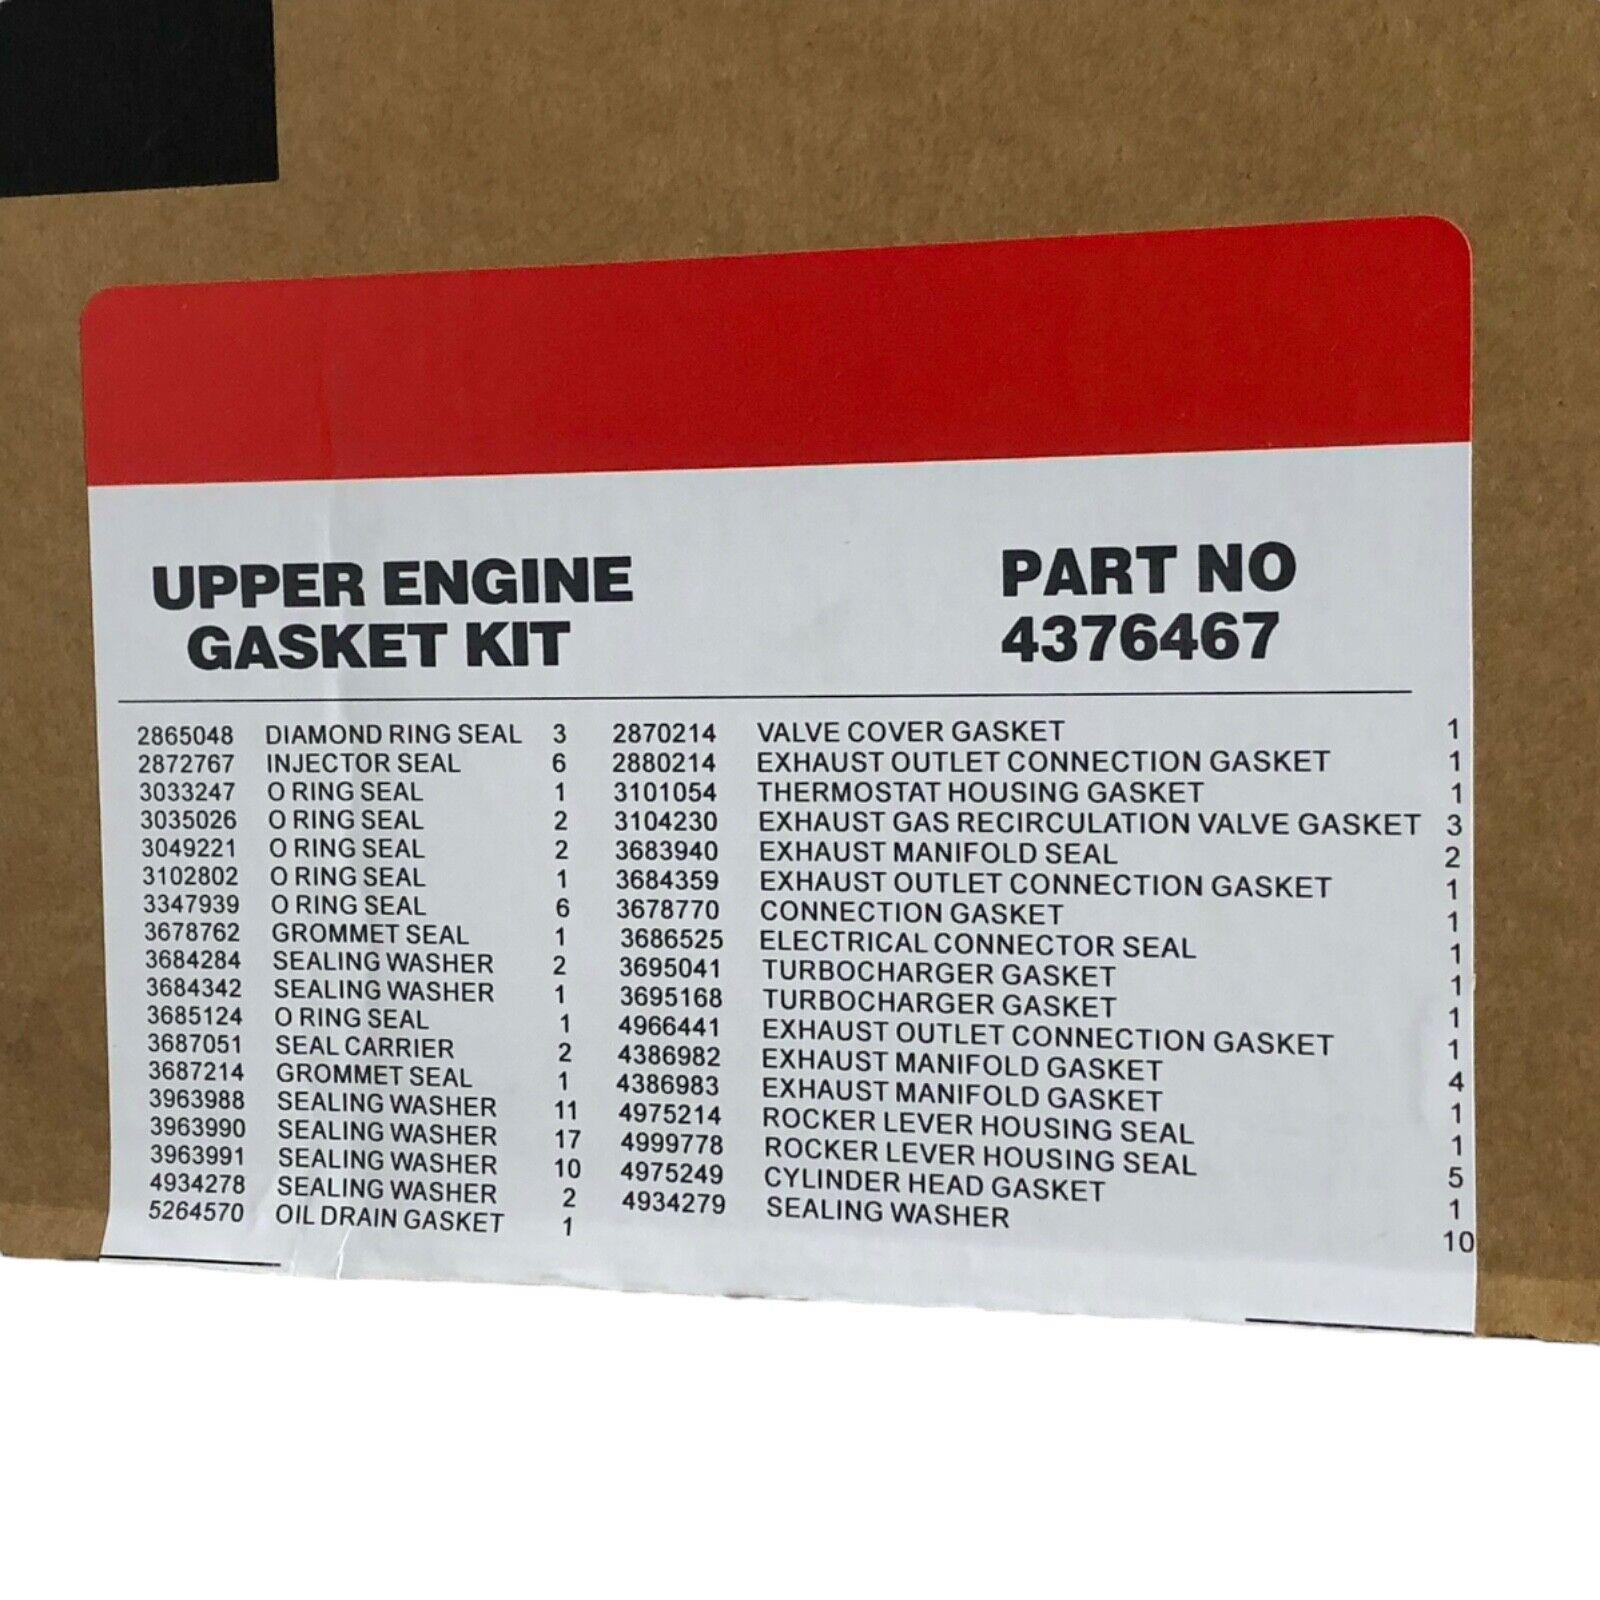 UPPER ENGINE
GASKET KIT
PART NO
4376467
2865048 DIAMOND RING SEAL 3
2872767 INJECTOR SEAL 6
3033247 O RING SEAL 1
3035026 O RING SEAL 2
3049221 O RING SEAL 2
3102802 O RING SEAL 1
3347939 O RING SEAL 6
3678762 GROMMET SEAL 1
3684284 SEALING WASHER 2
3684342 SEALING WASHER 1
3685124 O RING SEAL 1
3687051 SEAL CARRIER 2
3687214 GROMMET SEAL 1
3963988 SEALING WASHER 11
3963990 SEALING WASHER 17
3963991 SEALING WASHER 10
4934278 SEALING WASHER 2
5264570 OIL DRAIN GASKET 1
2870214 VALVE COVER GASKET 1
2880214 EXHAUST OUTLET CONNECTION GASKET 1
3101054 THERMOSTAT HOUSING GASKET 1
3104230 EXHAUST GAS RECIRCULATION VALVE GASKET 3
3683940 EXHAUST MANIFOLD SEAL 2
3684359 EXHAUST OUTLET CONNECTION GASKET 1
3678770 CONNECTION GASKET 1
3686525 ELECTRICAL CONNECTOR SEAL 1
3695041 TURBOCHARGER GASKET 1
3695168 TURBOCHARGER GASKET 1
4966441 EXHAUST OUTLET CONNECTION GASKET 1
4386982 EXHAUST MANIFOLD GASKET 4
4386983 EXHAUST MANIFOLD GASKET 1
4975214 ROCKER LEVER HOUSING SEAL 1
4999778 ROCKER LEVER HOUSING SEAL 5
4975249 CYLINDER HEAD GASKET 1
4934279 SEALING WASHER 10